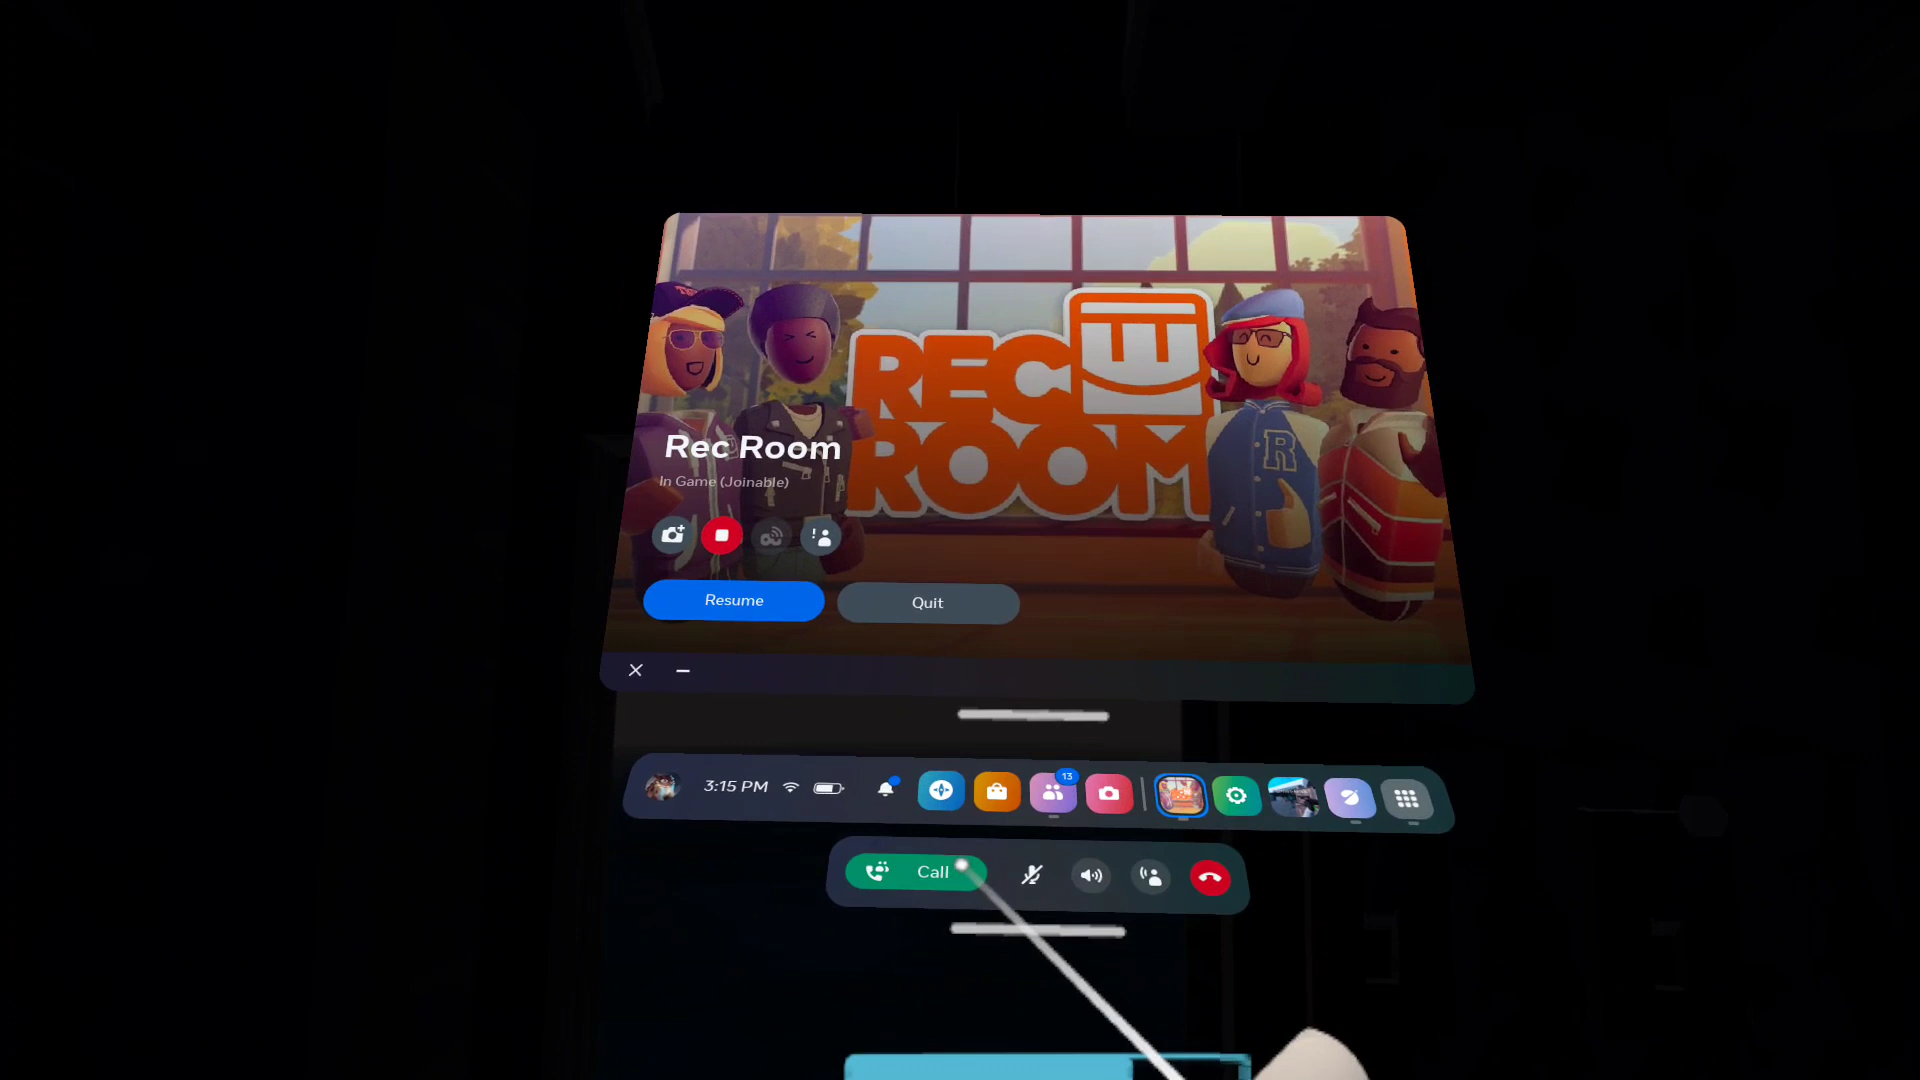 REC
ROOM
R
Rec Room
In Game (Joinable)
Resume
Quit
3:15 PM
13
Call